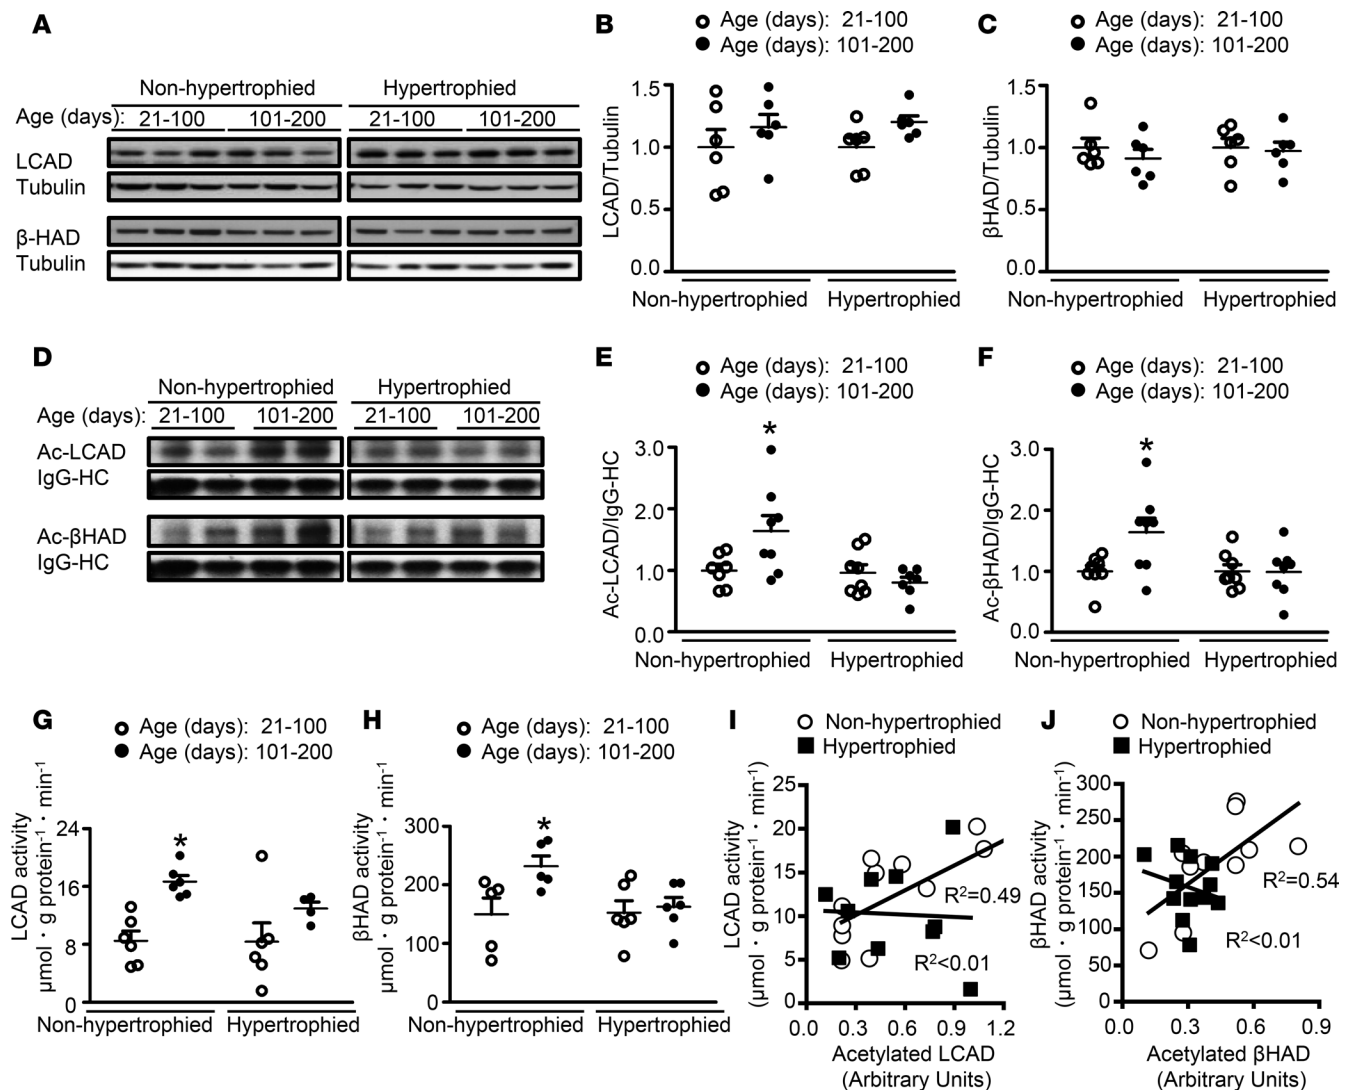 A
Non-hypertrophied Hypertrophied
Age (days): 21-100 101-200 21-100 101-200
LCAD
Tubulin
β-HAD
Tubulin
B
Age (days): 21-100
Age (days): 101-200
LCAD/Tubulin
1.5
1.0
0.5
0.0
Non-hypertrophied Hypertrophied
C
Age (days): 21-100
Age (days): 101-200
βHAD/Tubulin
1.5
1.0
0.5
0.0
Non-hypertrophied Hypertrophied
D
Non-hypertrophied Hypertrophied
Age (days): 21-100 101-200 21-100 101-200
Ac-LCAD
IgG-HC
Ac-βHAD
IgG-HC
E
Age (days): 21-100
Age (days): 101-200
Ac-LCAD/IgG-HC
3.0
2.0
1.0
0.0
*
Non-hypertrophied Hypertrophied
F
Age (days): 21-100
Age (days): 101-200
Ac-βHAD/IgG-HC
3.0
2.0
1.0
0.0
*
Non-hypertrophied Hypertrophied
G
Age (days): 21-100
Age (days): 101-200
LCAD activity
μmol · g protein⁻¹ · min⁻¹
24
16
8
0
*
Non-hypertrophied Hypertrophied
H
Age (days): 21-100
Age (days): 101-200
βHAD activity
μmol · g protein⁻¹ · min⁻¹
300
200
100
0
*
Non-hypertrophied Hypertrophied
I
Non-hypertrophied
Hypertrophied
LCAD activity
(μmol · g protein⁻¹ · min⁻¹)
25
20
15
10
5
0
R²=0.49
R²<0.01
0.0 0.3 0.6 0.9 1.2
Acetylated LCAD
(Arbitrary Units)
J
Non-hypertrophied
Hypertrophied
βHAD activity
(μmol · g protein⁻¹ · min⁻¹)
300
250
200
150
100
50
0
R²=0.54
R²<0.01
0.0 0.3 0.6 0.9
Acetylated βHAD
(Arbitrary Units)